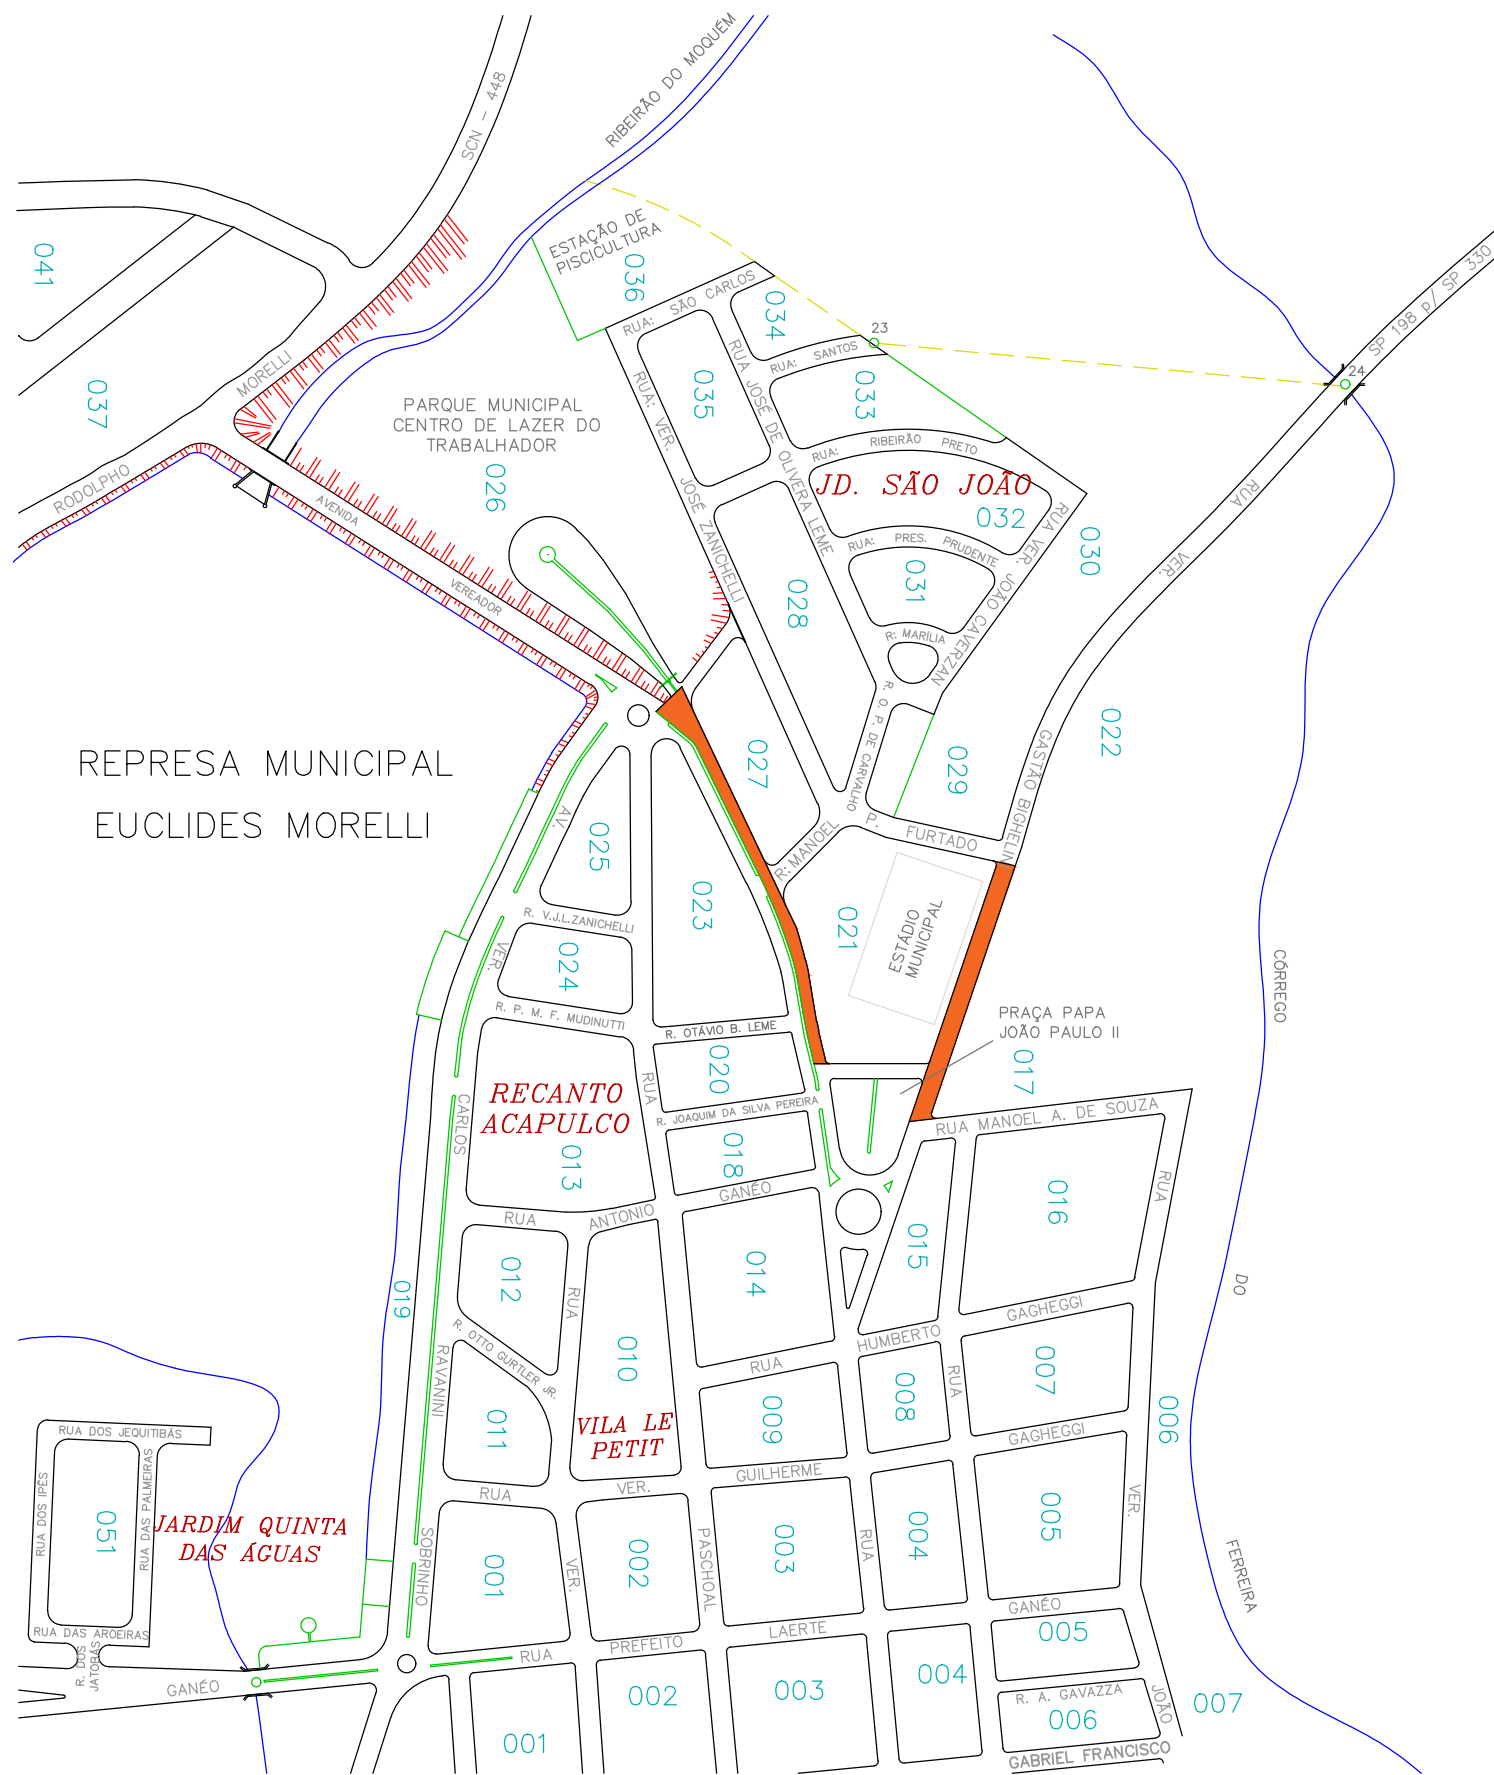 RIBEIRÃO DO MOQUÉM
SCN - 448
ESTAÇÃO DE
PISCICULTURA
036
041
RUA: SÃO CARLOS
034
SP 198 p/ SP 330
23
RUA: SANTOS
24
MORELLI
037
035
033
RUA JOSÉ DE OLIVEIRA LEME
RUA: VER. JOSÉ ZANICHELLI
PARQUE MUNICIPAL
CENTRO DE LAZER DO
TRABALHADOR
026
RUA: RIBEIRÃO PRETO
RODOLPHO
JD. SÃO JOÃO
032
AVENIDA
VEREADOR
RUA: PRES. PRUDENTE
RUA VER. JOÃO CAVERZAN
030
RUA VER. GASTÃO BIGHELIN
031
028
R: MARÍLIA
R. O. P. DE CARVALHO
022
REPRESA MUNICIPAL
EUCLIDES MORELLI
027
029
R: MANOEL P. FURTADO
AV. VER. CARLOS RAVANINI SOBRINHO
025
023
R. V.J.L.ZANICHELLI
021
ESTÁDIO
MUNICIPAL
024
CÓRREGO DO FERREIRA
R. P. M. F. MUDINUTTI
R. OTÁVIO B. LEME
PRAÇA PAPA
JOÃO PAULO II
017
020
RUA
RECANTO
ACAPULCO
R. JOAQUIM DA SILVA PEREIRA
RUA MANOEL A. DE SOUZA
013
018
RUA ANTONIO GANÉO
016
RUA
015
012
RUA
014
019
RUA HUMBERTO GAGHEGGI
R. OTTO GURTLER JR.
010
007
008
RUA
009
006
011
VILA LE
PETIT
RUA VER. GUILHERME GAGHEGGI
RUA DOS JEQUITIBÁS
RUA DOS IPÊS
RUA DAS PALMEIRAS
051
JARDIM QUINTA
DAS ÁGUAS
VER.
001
VER.
002
PASCHOAL
003
RUA
004
005
RUA DAS AROEIRAS
R. DOS
JATOBÁS
GANÉO
RUA PREFEITO LAERTE GANÉO
005
001
002
003
004
R. A. GAVAZZA
006
JOÃO
007
GABRIEL FRANCISCO